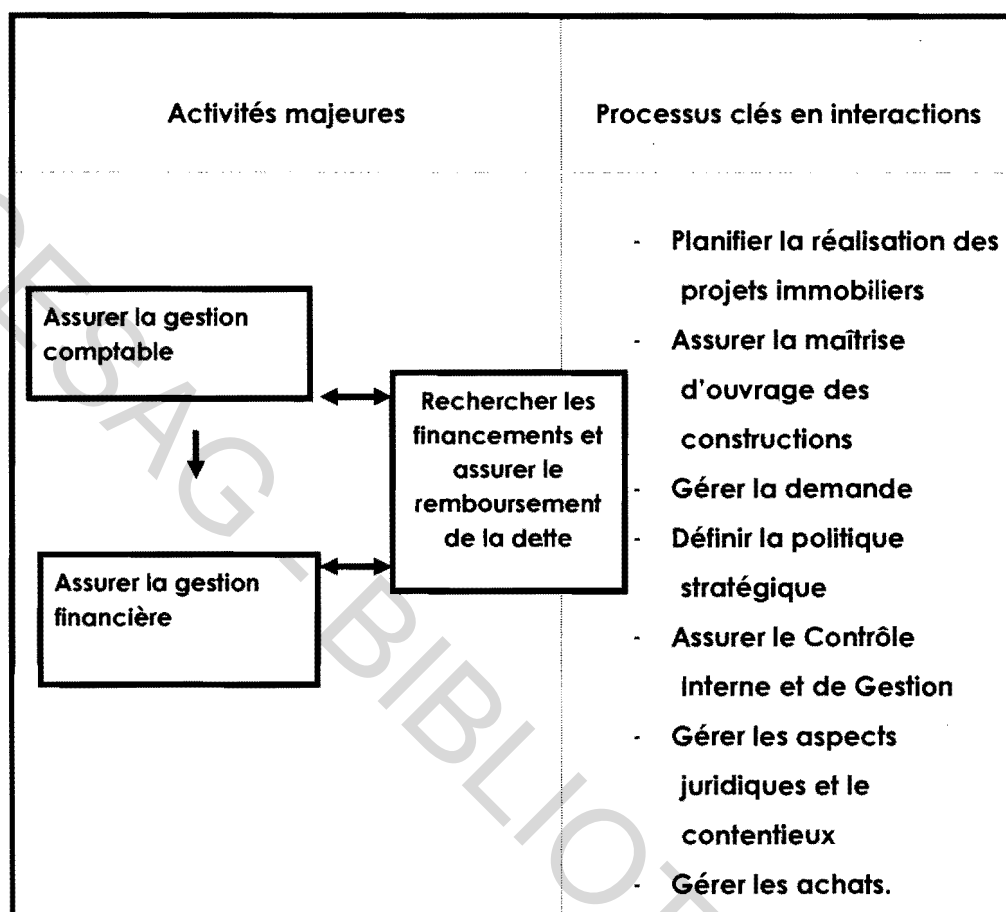 Activités majeures
Processus clés en interactions
Assurer la gestion
comptable
Rechercher les
financements et
assurer le
remboursement
de la dette
Assurer la gestion
financière
- Planifier la réalisation des
projets immobiliers
- Assurer la maîtrise
d'ouvrage des
constructions
- Gérer la demande
- Définir la politique
stratégique
- Assurer le Contrôle
Interne et de Gestion
- Gérer les aspects
juridiques et le
contentieux
- Gérer les achats.
CESAG - BIBLIOT